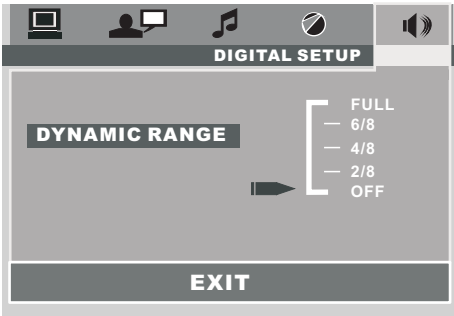 DIGITAL SETUP
DYNAMIC RANGE
FULL
6/8
4/8
2/8
OFF
EXIT